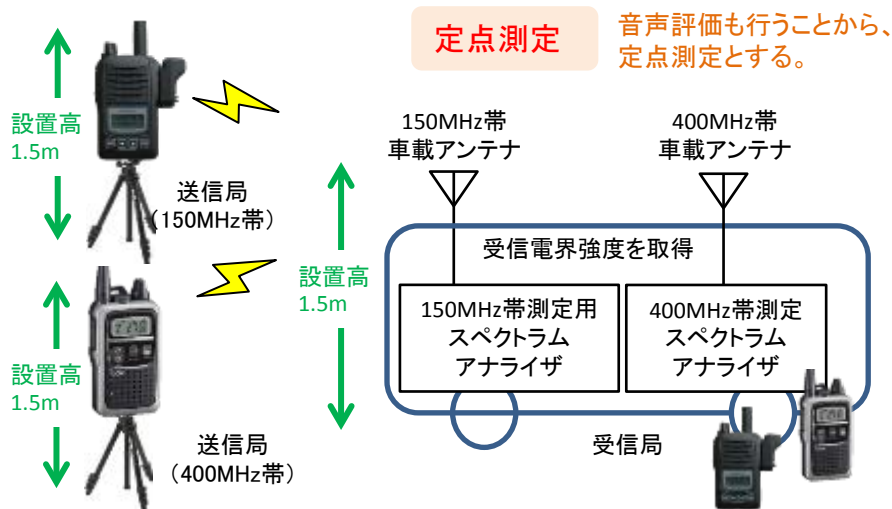 定点測定
音声評価も行うことから、
定点測定とする。
設置高
1.5m
送信局
（150MHz帯）
設置高
1.5m
送信局
（400MHz帯）
設置高
1.5m
150MHz帯
車載アンテナ
400MHz帯
車載アンテナ
受信電界強度を取得
150MHz帯測定用
スペクトラム
アナライザ
400MHz帯測定
スペクトラム
アナライザ
受信局